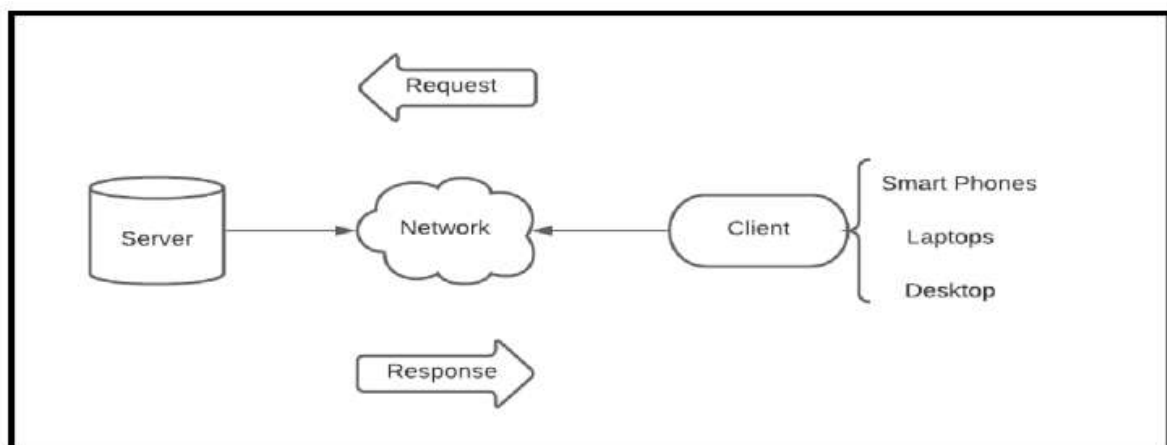 Request
Smart Phones
Server
Network
Client
Laptops
Desktop
Response